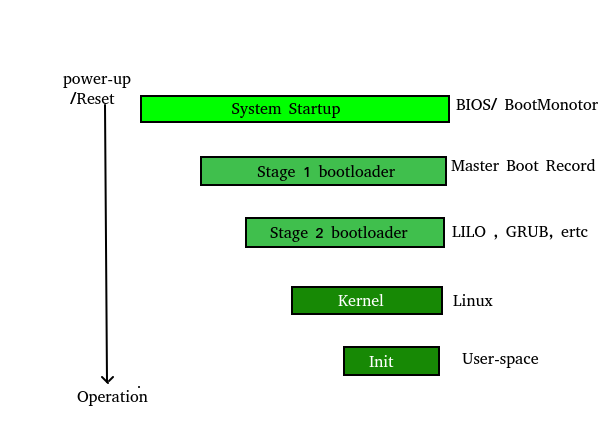 power-up
/Reset
System Startup
BIOS/ BootMonotor
Stage 1 bootloader
Master Boot Record
Stage 2 bootloader
LILO , GRUB, ertc
Kernel
Linux
Init
User-space
Operation